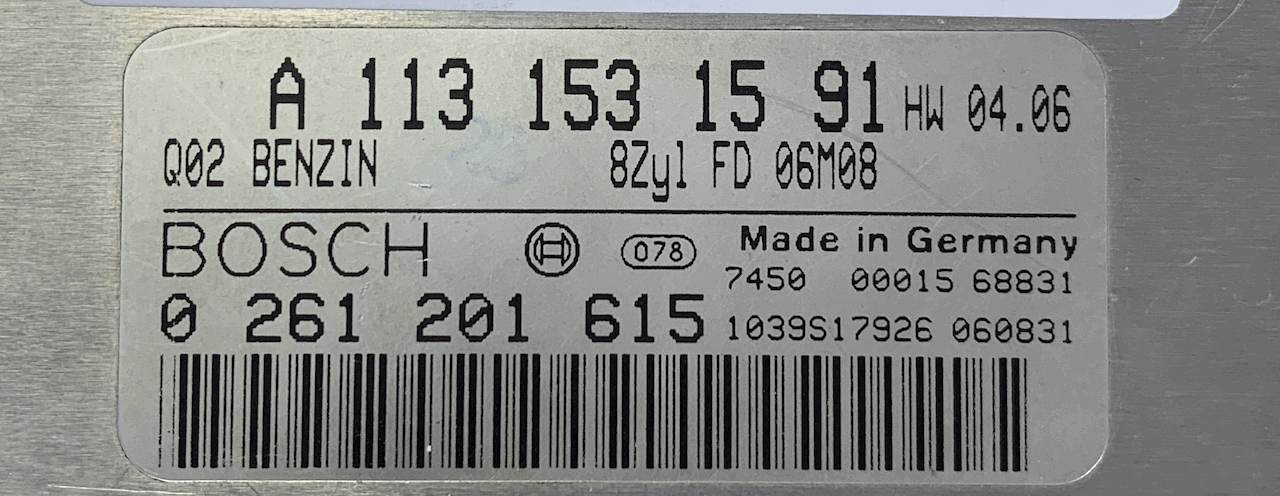 A 113 153 15 91 HW 04.06
Q02 BENZIN 8Zyl FD 06M08
BOSCH 078 Made in Germany
7450 00015 68831
0 261 201 615 1039S17926 060831